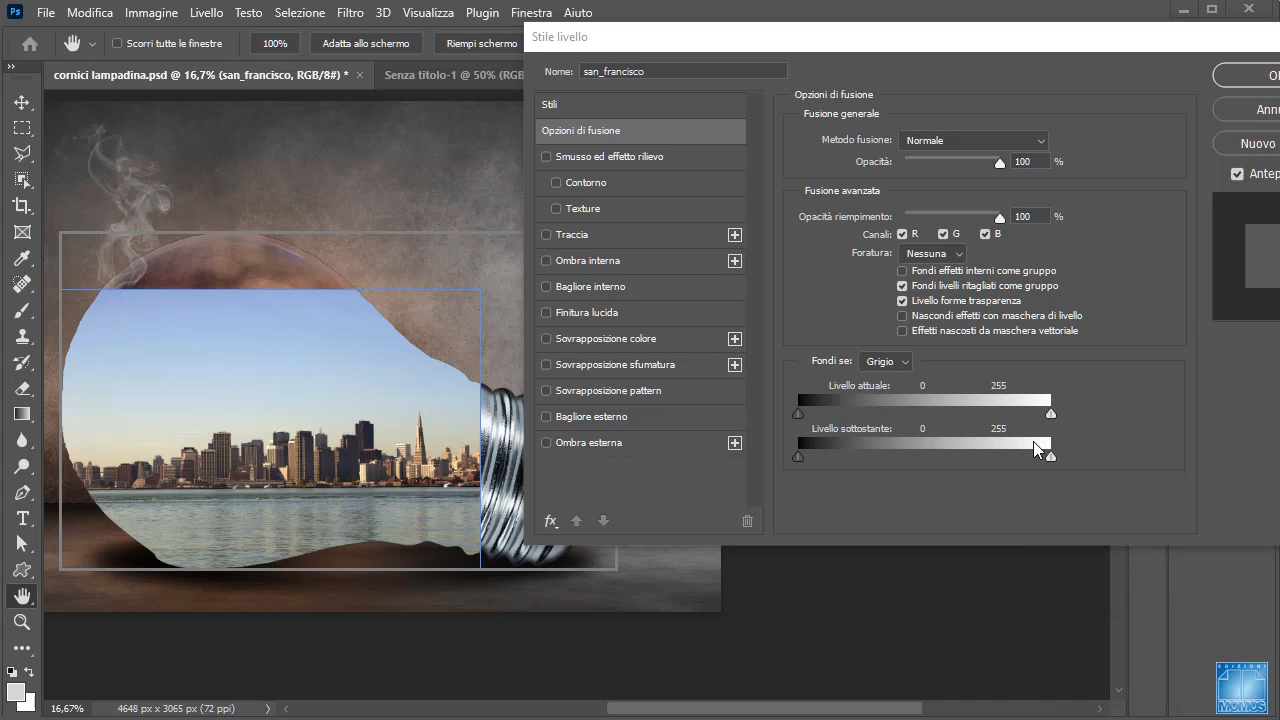 Ps File Modifica Immagine Livello Testo Selezione Filtro 3D Visualizza Plugin Finestra Aiuto
Scorri tutte le finestre 100% Adatta allo schermo Riempi schermo
cornici lampadina.psd @ 16,7% (san_francisco, RGB/8#) * × Senza titolo-1 @ 50% (RGB
Stile livello
Nome: san_francisco
Stili
Opzioni di fusione
Smusso ed effetto rilievo
Contorno
Texture
Traccia
Ombra interna
Bagliore interno
Finitura lucida
Sovrapposizione colore
Sovrapposizione sfumatura
Sovrapposizione pattern
Bagliore esterno
Ombra esterna
fx
Opzioni di fusione
Fusione generale
Metodo fusione: Normale
Opacità: 100 %
Fusione avanzata
Opacità riempimento: 100 %
Canali: R G B
Foratura: Nessuna
Fondi effetti interni come gruppo
Fondi livelli ritagliati come gruppo
Livello forme trasparenza
Nascondi effetti con maschera di livello
Effetti nascosti da maschera vettoriale
Fondi se: Grigio
Livello attuale: 0 255
Livello sottostante: 0 255
Annu
Nuovo
Antep
16,67% 4648 px x 3065 px (72 ppi)
EDIZIONI
MOMOS